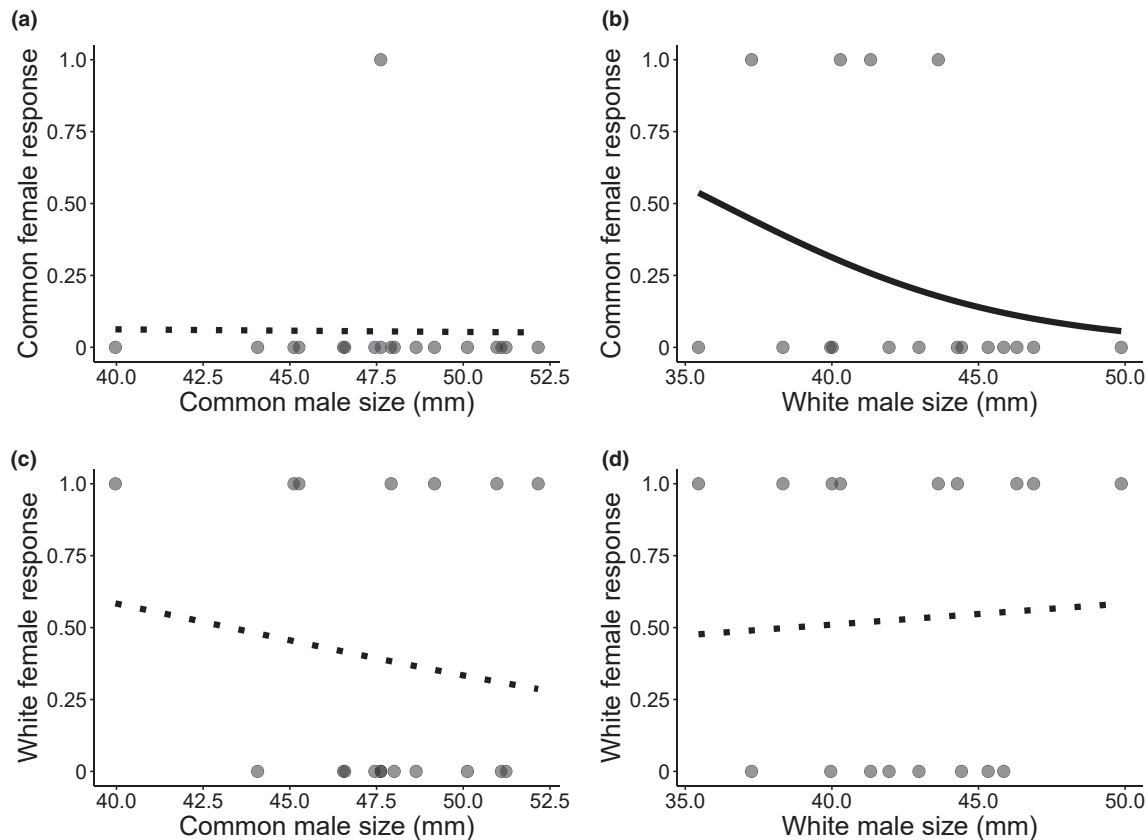 (a)
Common female response
1.0
0.75
0.50
0.25
0
40.0 42.5 45.0 47.5 50.0 52.5
Common male size (mm)
(b)
Common female response
1.0
0.75
0.50
0.25
0
35.0 40.0 45.0 50.0
White male size (mm)
(c)
White female response
1.0
0.75
0.50
0.25
0
40.0 42.5 45.0 47.5 50.0 52.5
Common male size (mm)
(d)
White female response
1.0
0.75
0.50
0.25
0
35.0 40.0 45.0 50.0
White male size (mm)